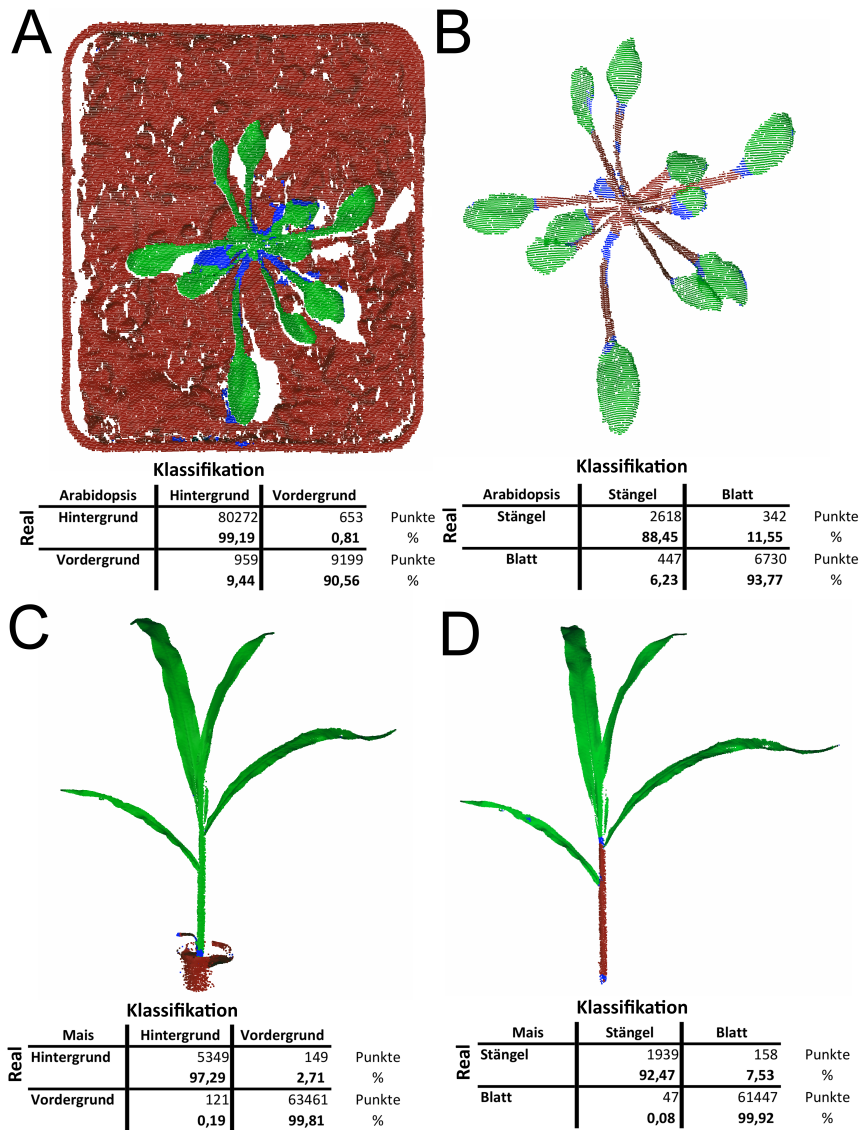 A
B
Klassifikation
Arabidopsis Hintergrund Vordergrund
Real
Hintergrund 80272 653 Punkte
99,19 0,81 %
Vordergrund 959 9199 Punkte
9,44 90,56 %
Klassifikation
Arabidopsis Stängel Blatt
Real
Stängel 2618 342 Punkte
88,45 11,55 %
Blatt 447 6730 Punkte
6,23 93,77 %
C
D
Klassifikation
Mais Hintergrund Vordergrund
Real
Hintergrund 5349 149 Punkte
97,29 2,71 %
Vordergrund 121 63461 Punkte
0,19 99,81 %
Klassifikation
Mais Stängel Blatt
Real
Stängel 1939 158 Punkte
92,47 7,53 %
Blatt 47 61447 Punkte
0,08 99,92 %